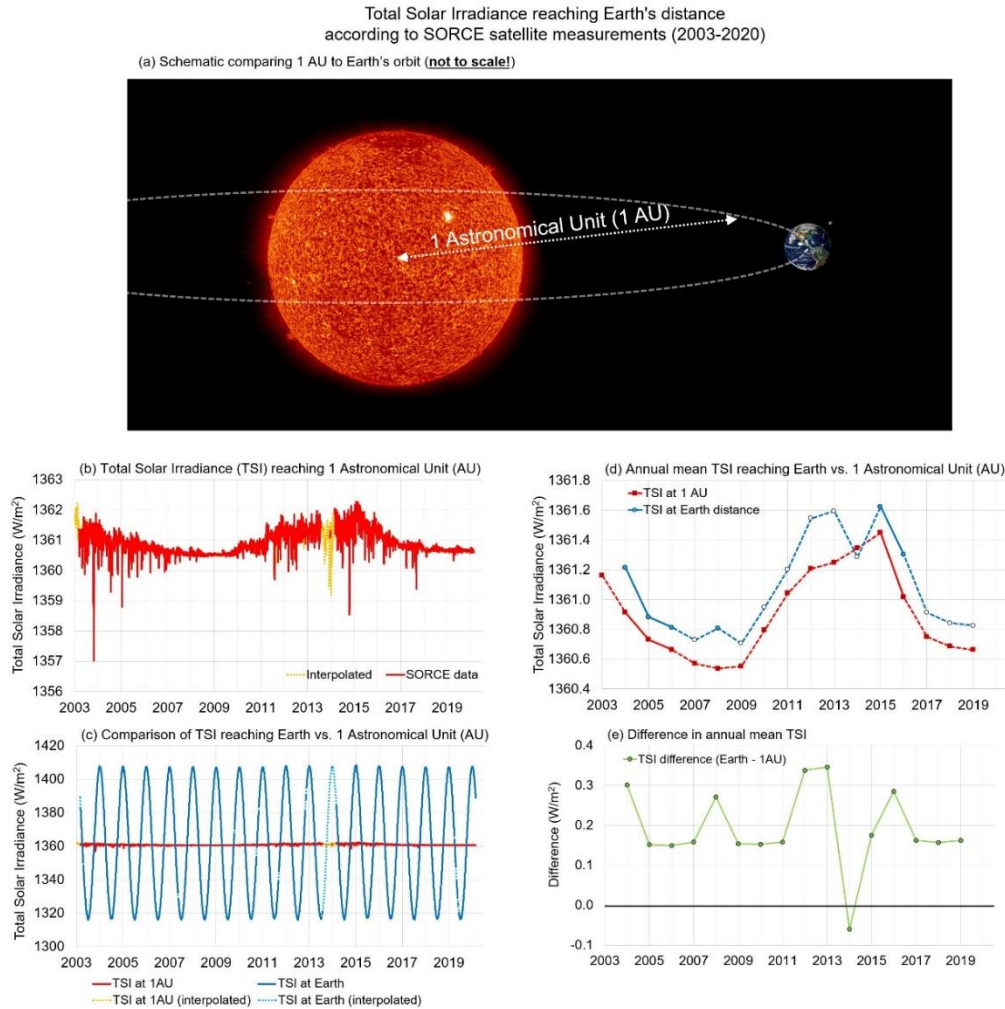 Total Solar Irradiance reaching Earth's distance
according to SORCE satellite measurements (2003-2020)
(a) Schematic comparing 1 AU to Earth's orbit (not to scale!)
1 Astronomical Unit (1 AU)
(b) Total Solar Irradiance (TSI) reaching 1 Astronomical Unit (AU)
Total Solar Irradiance (W/m²)
1363
1362
1361
1360
1359
1358
1357
1356
Interpolated
SORCE data
2003 2005 2007 2009 2011 2013 2015 2017 2019
(c) Comparison of TSI reaching Earth vs. 1 Astronomical Unit (AU)
Total Solar Irradiance (W/m²)
1420
1400
1380
1360
1340
1320
1300
2003 2005 2007 2009 2011 2013 2015 2017 2019
TSI at 1AU
TSI at Earth
TSI at 1AU (interpolated)
TSI at Earth (interpolated)
(d) Annual mean TSI reaching Earth vs. 1 Astronomical Unit (AU)
Total Solar Irradiance (W/m²)
1361.8
1361.6
1361.4
1361.2
1361.0
1360.8
1360.6
1360.4
TSI at 1 AU
TSI at Earth distance
2003 2005 2007 2009 2011 2013 2015 2017 2019
(e) Difference in annual mean TSI
Difference (W/m²)
0.4
0.3
0.2
0.1
0.0
-0.1
TSI difference (Earth - 1AU)
2003 2005 2007 2009 2011 2013 2015 2017 2019